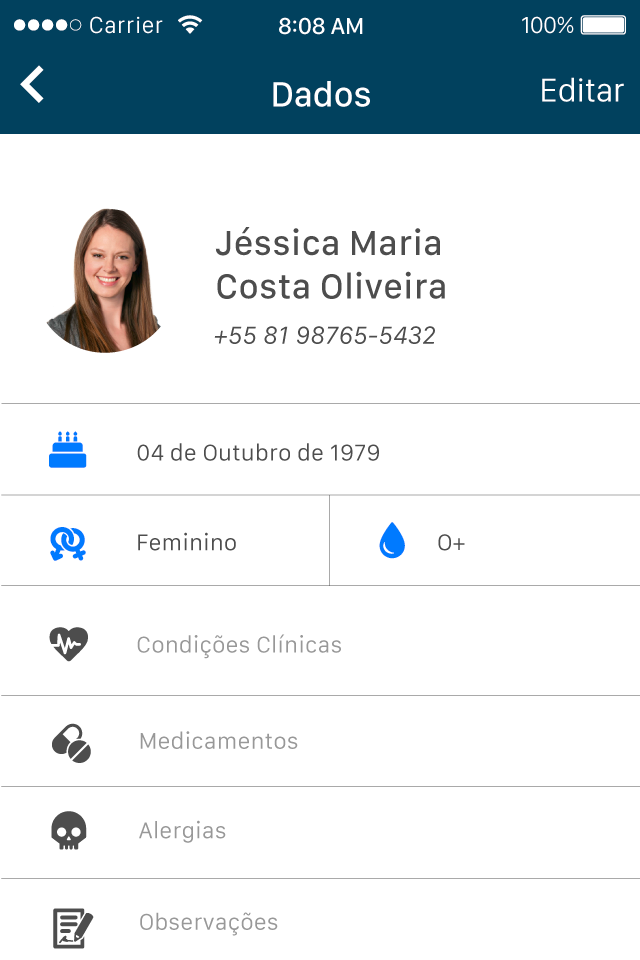 Carrier 8:08 AM 100%
Dados Editar
Jéssica Maria
Costa Oliveira
+55 81 98765-5432
04 de Outubro de 1979
Feminino O+
Condições Clínicas
Medicamentos
Alergias
Observações